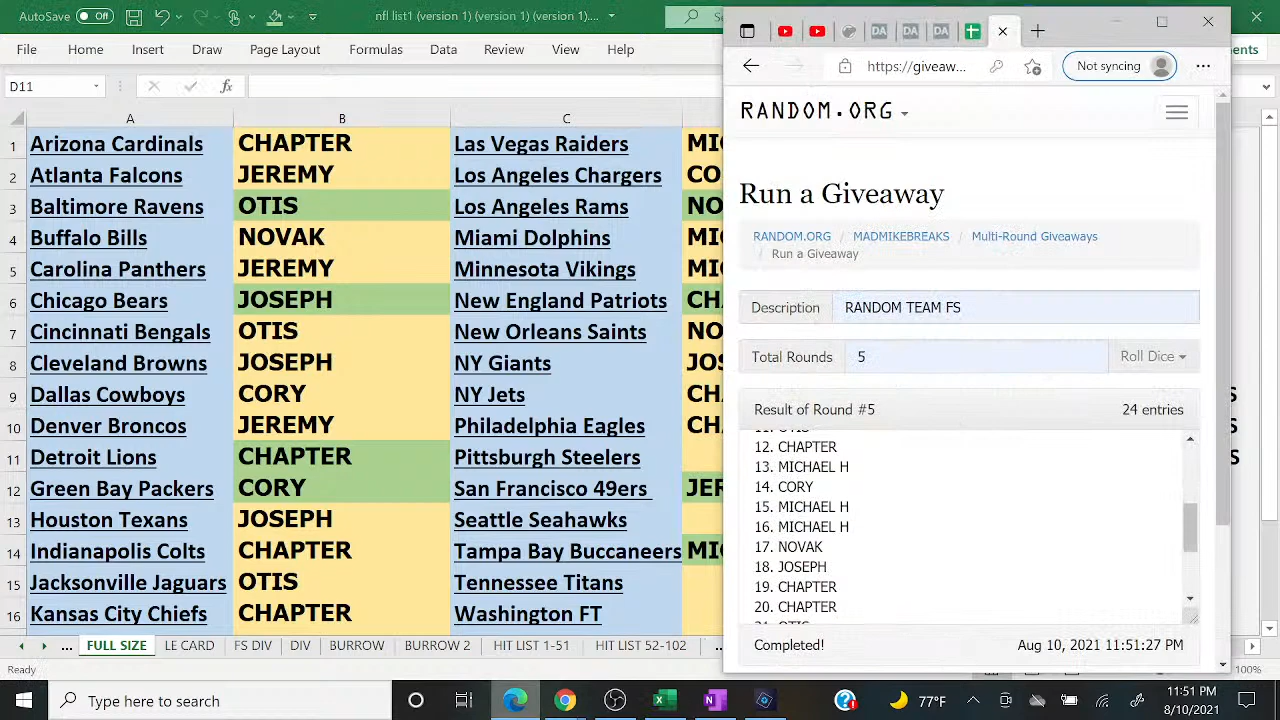 AutoSave Off nfl list1 (version 1) (version 1)...
File Home Insert Draw Page Layout Formulas Data Review View Help
D11 fx
A B C
1 Arizona Cardinals CHAPTER Las Vegas Raiders
2 Atlanta Falcons JEREMY Los Angeles Chargers
3 Baltimore Ravens OTIS Los Angeles Rams
4 Buffalo Bills NOVAK Miami Dolphins
5 Carolina Panthers JEREMY Minnesota Vikings
6 Chicago Bears JOSEPH New England Patriots
7 Cincinnati Bengals OTIS New Orleans Saints
8 Cleveland Browns JOSEPH NY Giants
9 Dallas Cowboys CORY NY Jets
10 Denver Broncos JEREMY Philadelphia Eagles
11 Detroit Lions CHAPTER Pittsburgh Steelers
12 Green Bay Packers CORY San Francisco 49ers
13 Houston Texans JOSEPH Seattle Seahawks
14 Indianapolis Colts CHAPTER Tampa Bay Buccaneers
15 Jacksonville Jaguars OTIS Tennessee Titans
16 Kansas City Chiefs CHAPTER Washington FT
... FULL SIZE LE CARD FS DIV DIV BURROW BURROW 2 HIT LIST 1-51 HIT LIST 52-102 ...
Ready
100%
https://giveaw...
Not syncing
RANDOM.ORG
Run a Giveaway
RANDOM.ORG / MADMIKEBREAKS / Multi-Round Giveaways
/ Run a Giveaway
Description RANDOM TEAM FS
Total Rounds 5 Roll Dice
Result of Round #5 24 entries
12. CHAPTER
13. MICHAEL H
14. CORY
15. MICHAEL H
16. MICHAEL H
17. NOVAK
18. JOSEPH
19. CHAPTER
20. CHAPTER
Completed! Aug 10, 2021 11:51:27 PM
Type here to search
77°F
11:51 PM
8/10/2021